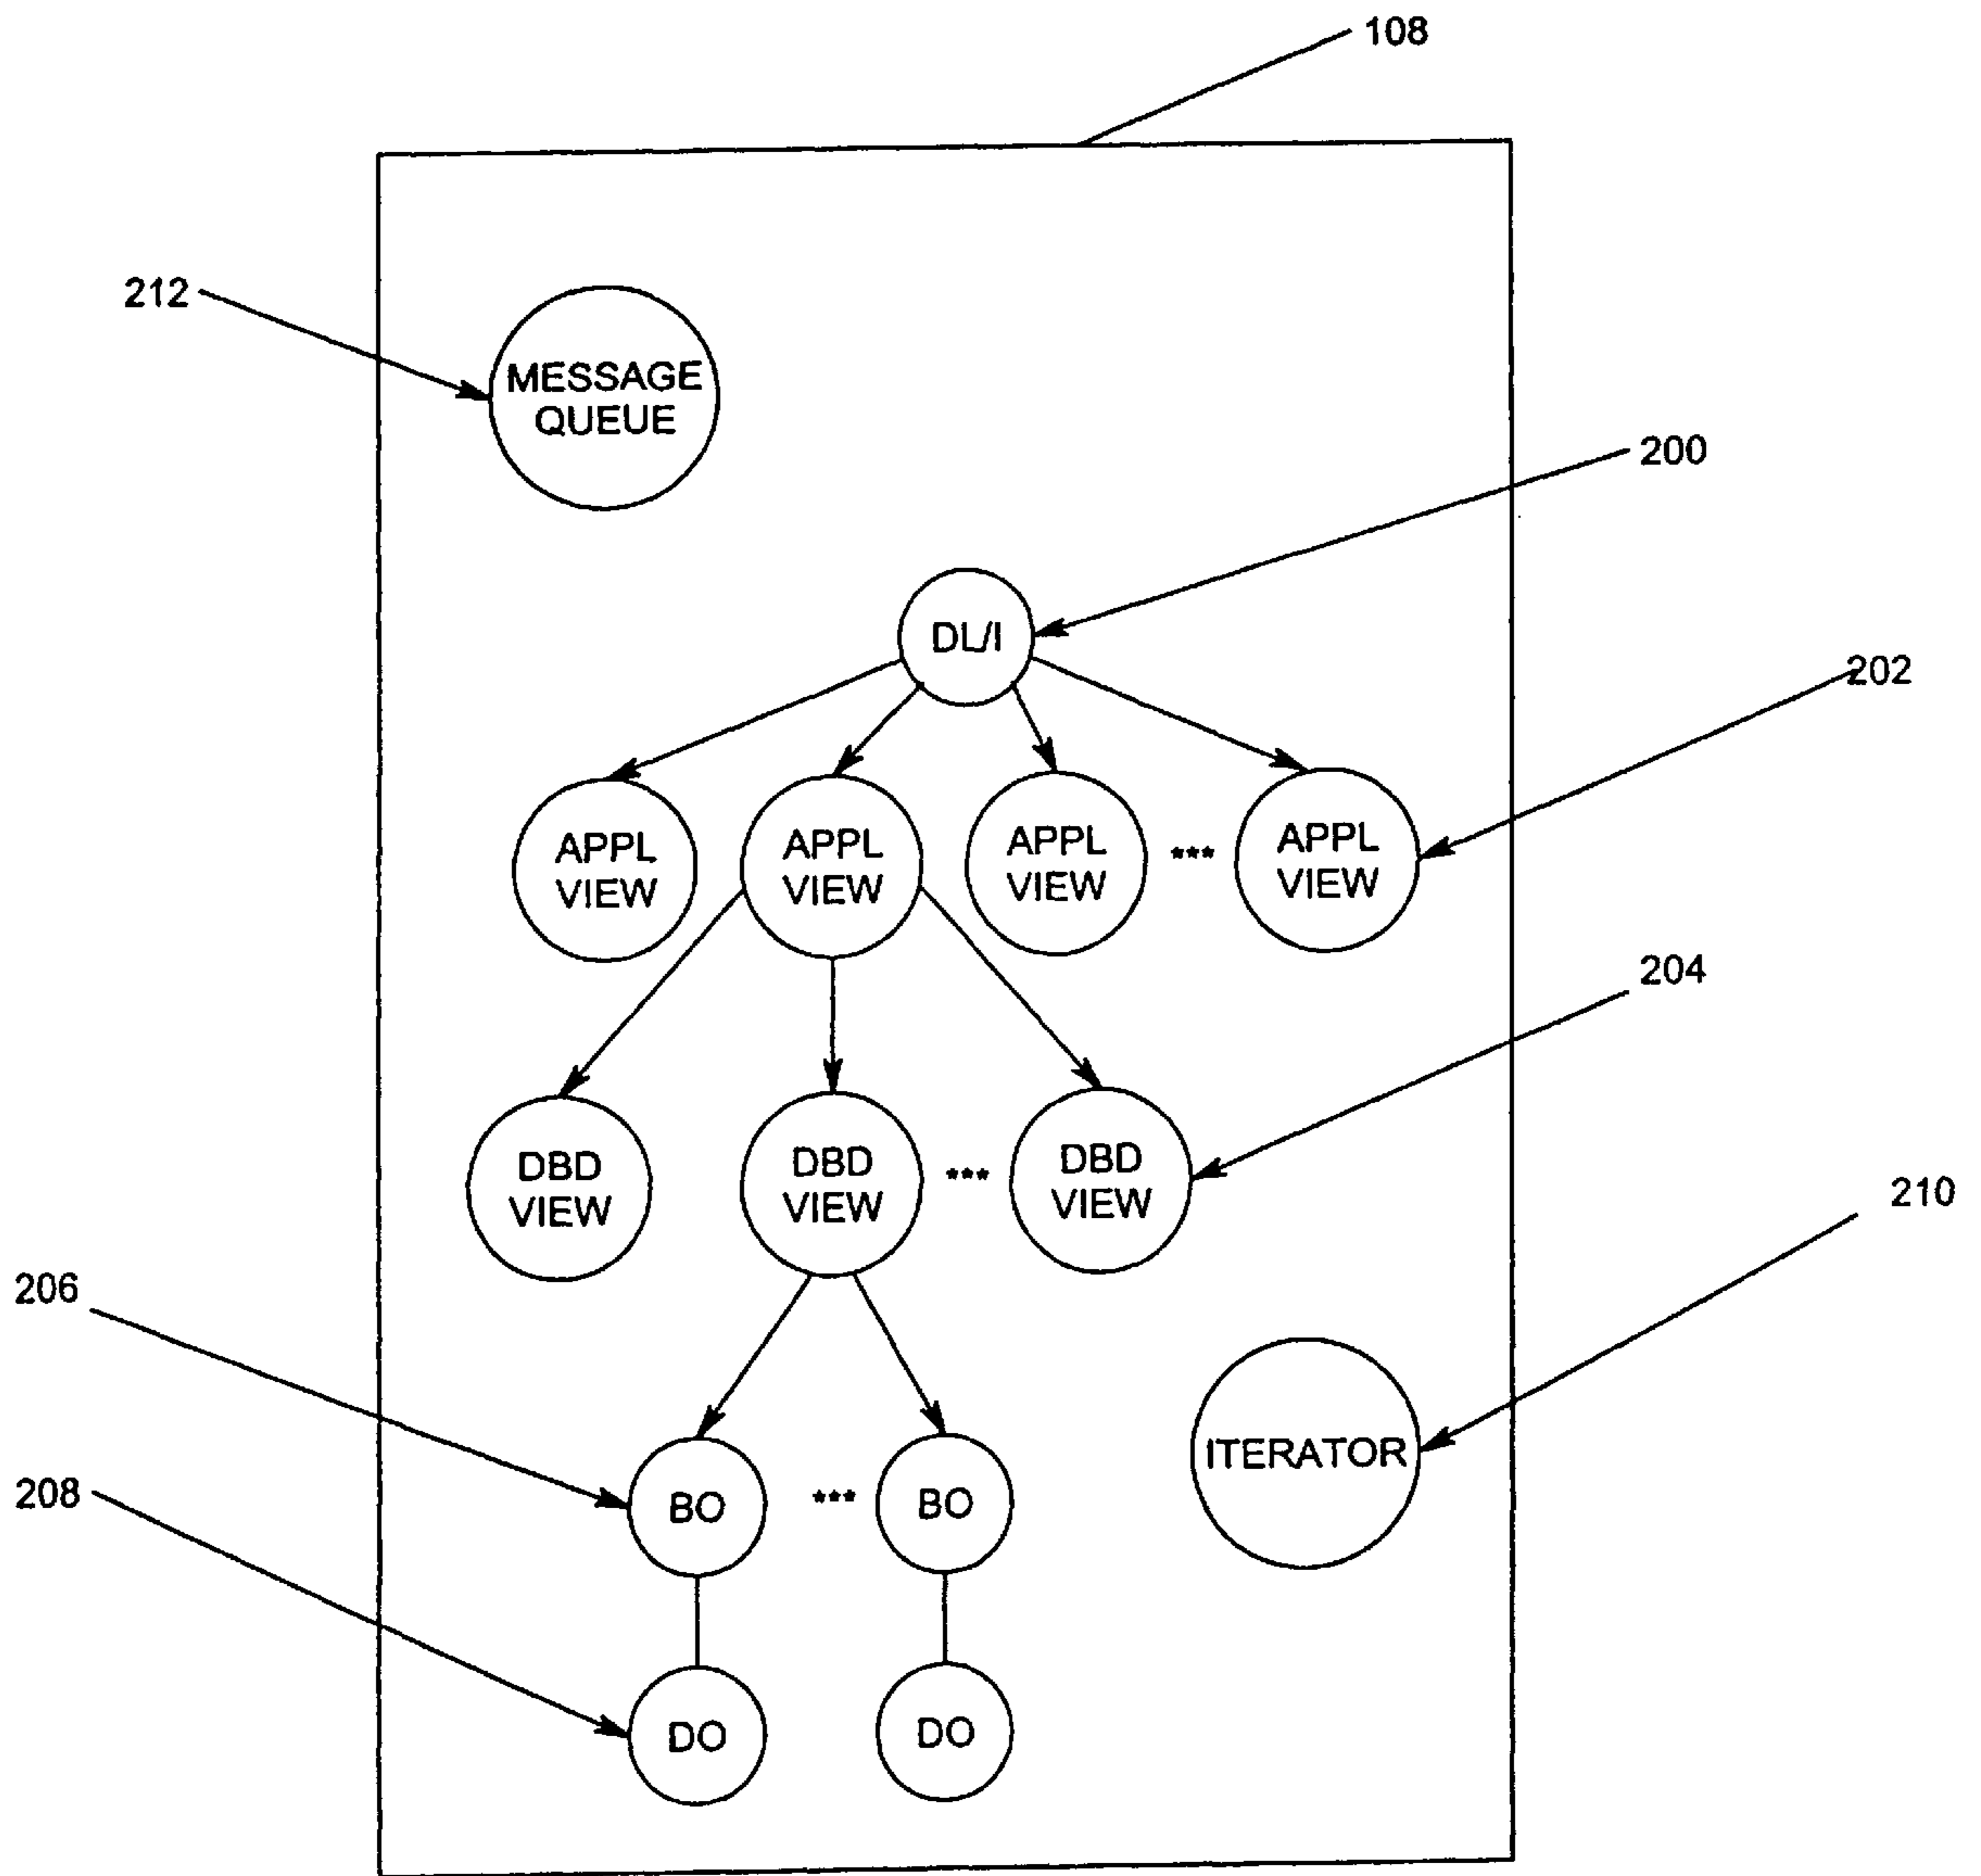 108
212
MESSAGE
QUEUE
200
DL/I
202
APPL
VIEW
APPL
VIEW
APPL
VIEW
***
APPL
VIEW
204
DBD
VIEW
DBD
VIEW
***
DBD
VIEW
210
206
ITERATOR
208
BO
***
BO
DO
DO